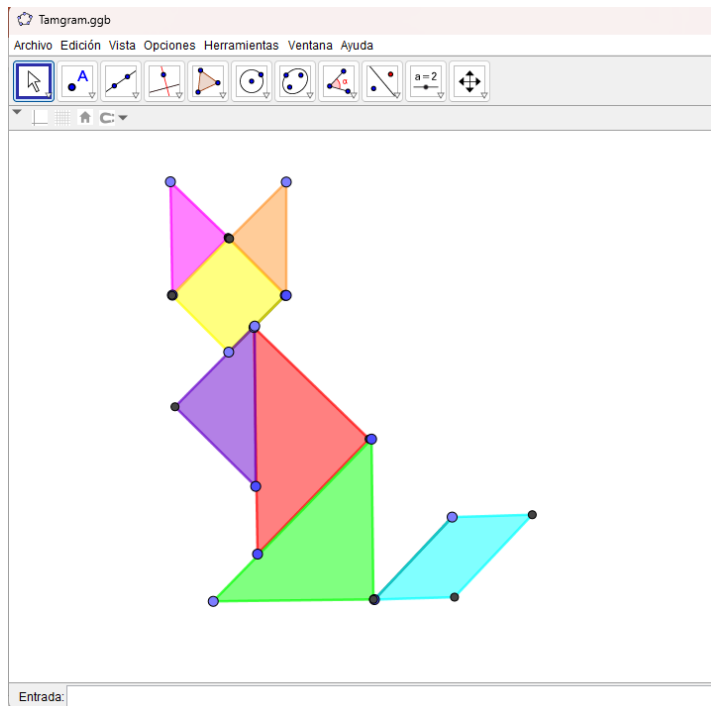 Tamgram.ggb
Archivo Edición Vista Opciones Herramientas Ventana Ayuda
A α a=2
Entrada: